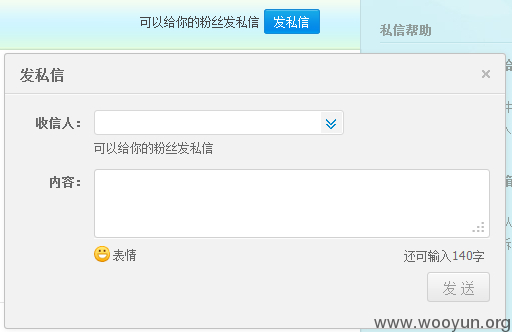 可以给你的粉丝发私信 发私信
私信帮助
发私信
收信人：
可以给你的粉丝发私信
内容：
表情 还可输入140字
发 送
www.wooyun.org